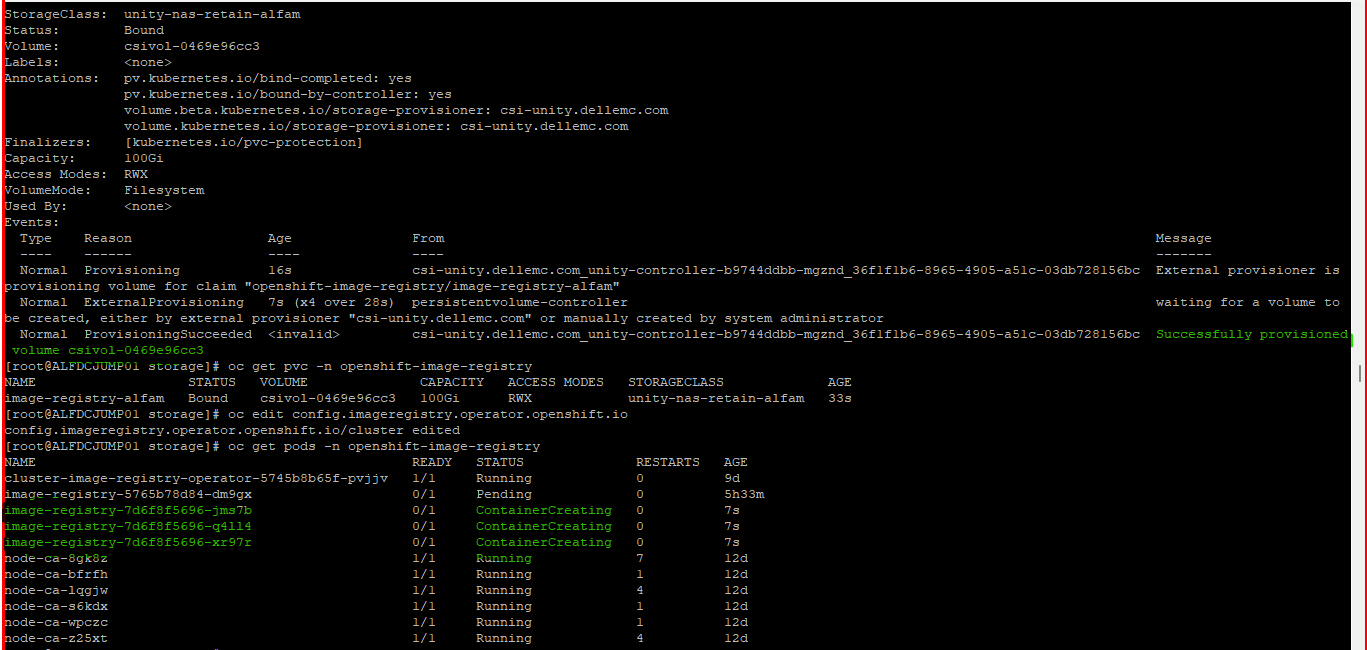 StorageClass:  unity-nas-retain-alfam
Status:        Bound
Volume:        csivol-0469e96cc3
Labels:        <none>
Annotations:   pv.kubernetes.io/bind-completed: yes
               pv.kubernetes.io/bound-by-controller: yes
               volume.beta.kubernetes.io/storage-provisioner: csi-unity.dellemc.com
               volume.kubernetes.io/storage-provisioner: csi-unity.dellemc.com
Finalizers:    [kubernetes.io/pvc-protection]
Capacity:      100Gi
Access Modes:  RWX
VolumeMode:    Filesystem
Used By:       <none>
Events:
  Type    Reason                 Age                From                                                                                         Message
  ----    ------                 ----               ----                                                                                         -------
  Normal  Provisioning           16s                csi-unity.dellemc.com_unity-controller-b9744ddbb-mgznd_36f1f1b6-8965-4905-a51c-03db728156bc  External provisioner is
provisioning volume for claim "openshift-image-registry/image-registry-alfam"
  Normal  ExternalProvisioning   7s (x4 over 28s)  persistentvolume-controller                                                                  waiting for a volume to
be created, either by external provisioner "csi-unity.dellemc.com" or manually created by system administrator
  Normal  ProvisioningSucceeded  <invalid>         csi-unity.dellemc.com_unity-controller-b9744ddbb-mgznd_36f1f1b6-8965-4905-a51c-03db728156bc  Successfully provisioned
 volume csivol-0469e96cc3
[root@ALFDCJUMP01 storage]# oc get pvc -n openshift-image-registry
NAME                   STATUS   VOLUME              CAPACITY   ACCESS MODES   STORAGECLASS             AGE
image-registry-alfam   Bound    csivol-0469e96cc3   100Gi      RWX            unity-nas-retain-alfam   33s
[root@ALFDCJUMP01 storage]# oc edit config.imageregistry.operator.openshift.io
config.imageregistry.operator.openshift.io/cluster edited
[root@ALFDCJUMP01 storage]# oc get pods -n openshift-image-registry
NAME                                               READY   STATUS              RESTARTS   AGE
cluster-image-registry-operator-5745b8b65f-pvjjv   1/1     Running             0          9d
image-registry-5765b78d84-dm9gx                    0/1     Pending             0          5h33m
image-registry-7d6f8f5696-jms7b                    0/1     ContainerCreating   0          7s
image-registry-7d6f8f5696-q4ll4                    0/1     ContainerCreating   0          7s
image-registry-7d6f8f5696-xr97r                    0/1     ContainerCreating   0          7s
node-ca-8gk8z                                      1/1     Running             7          12d
node-ca-bfrfh                                      1/1     Running             1          12d
node-ca-lqgjw                                      1/1     Running             4          12d
node-ca-s6kdx                                      1/1     Running             1          12d
node-ca-wpczc                                      1/1     Running             1          12d
node-ca-z25xt                                      1/1     Running             4          12d